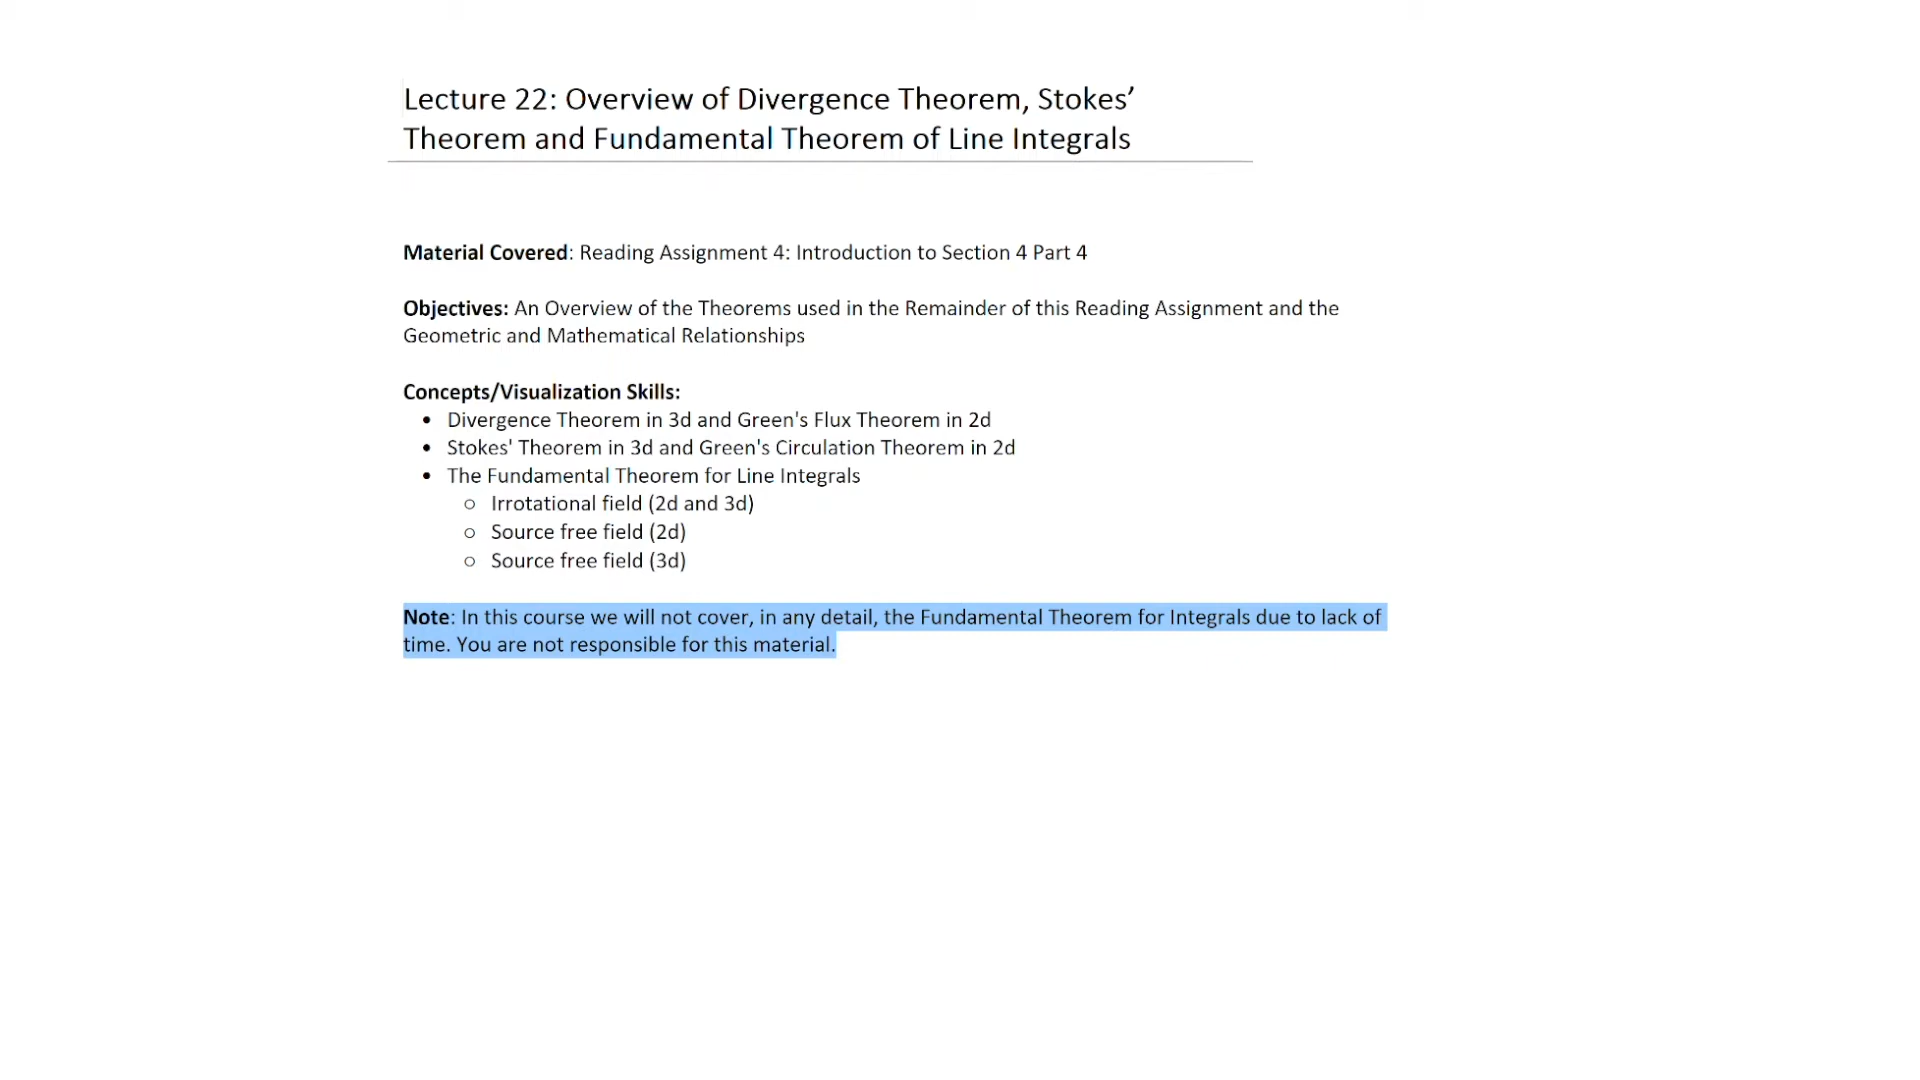 Lecture 22: Overview of Divergence Theorem, Stokes’
Theorem and Fundamental Theorem of Line Integrals
Material Covered: Reading Assignment 4: Introduction to Section 4 Part 4
Objectives: An Overview of the Theorems used in the Remainder of this Reading Assignment and the
Geometric and Mathematical Relationships
Concepts/Visualization Skills:
• Divergence Theorem in 3d and Green's Flux Theorem in 2d
• Stokes' Theorem in 3d and Green's Circulation Theorem in 2d
• The Fundamental Theorem for Line Integrals
○ Irrotational field (2d and 3d)
○ Source free field (2d)
○ Source free field (3d)
Note: In this course we will not cover, in any detail, the Fundamental Theorem for Integrals due to lack of
time. You are not responsible for this material.